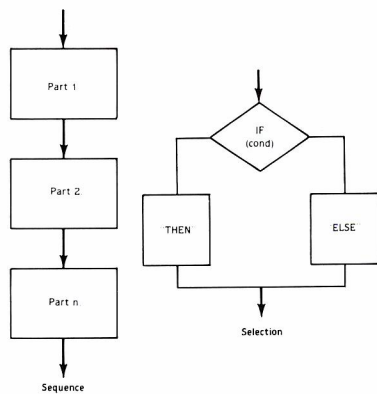 Part 1
Part 2
Part n
Sequence
IF
(cond)
"THEN"
"ELSE"
Selection